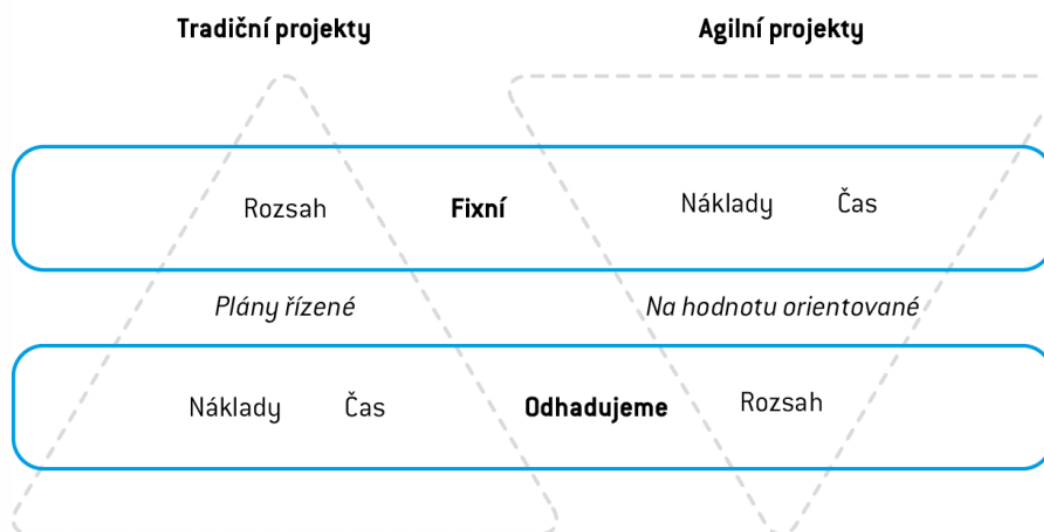 Tradiční projekty
Agilní projekty
Rozsah
Fixní
Náklady
Čas
Plány řízené
Na hodnotu orientované
Náklady
Čas
Odhadujeme
Rozsah